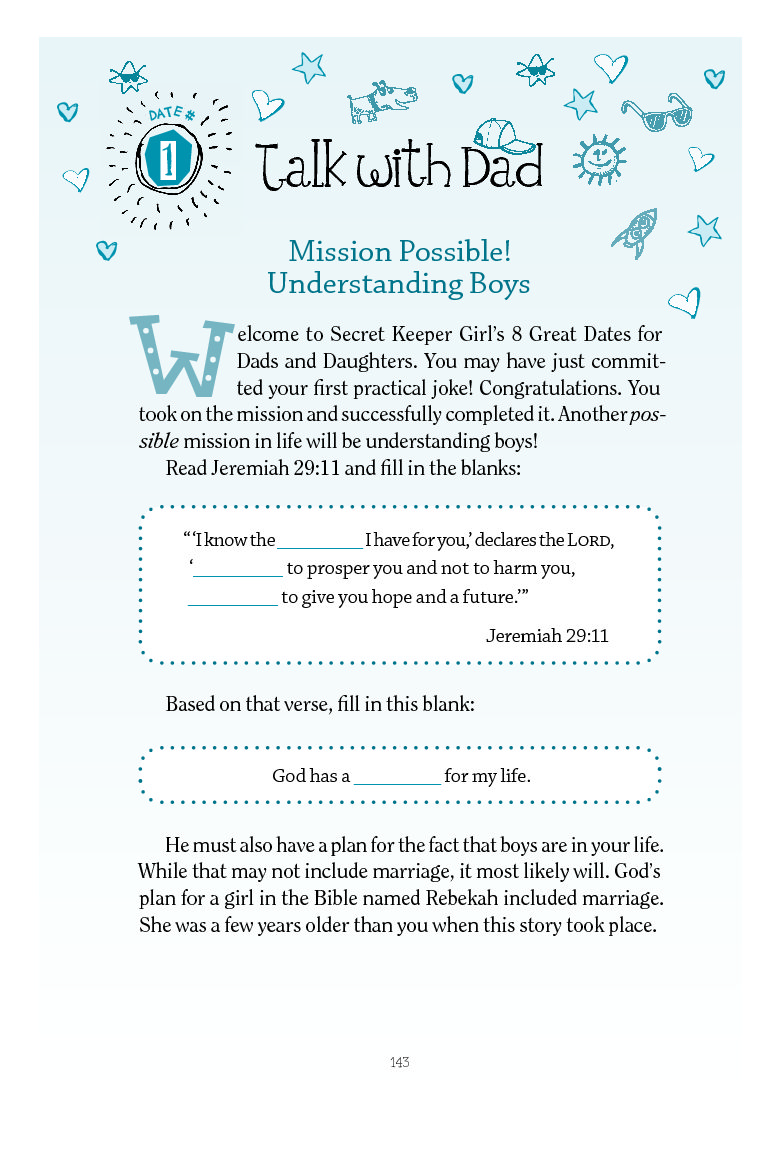 DATE #
1
Talk with Dad
Mission Possible!
Understanding Boys
Welcome to Secret Keeper Girl’s 8 Great Dates for
Dads and Daughters. You may have just commit-
ted your first practical joke! Congratulations. You
took on the mission and successfully completed it. Another pos-
sible mission in life will be understanding boys!
Read Jeremiah 29:11 and fill in the blanks:
“ ‘I know the _________ I have for you,’ declares the LORD,
‘_________ to prosper you and not to harm you,
_________ to give you hope and a future.’”
Jeremiah 29:11
Based on that verse, fill in this blank:
God has a _________ for my life.
He must also have a plan for the fact that boys are in your life.
While that may not include marriage, it most likely will. God’s
plan for a girl in the Bible named Rebekah included marriage.
She was a few years older than you when this story took place.
143